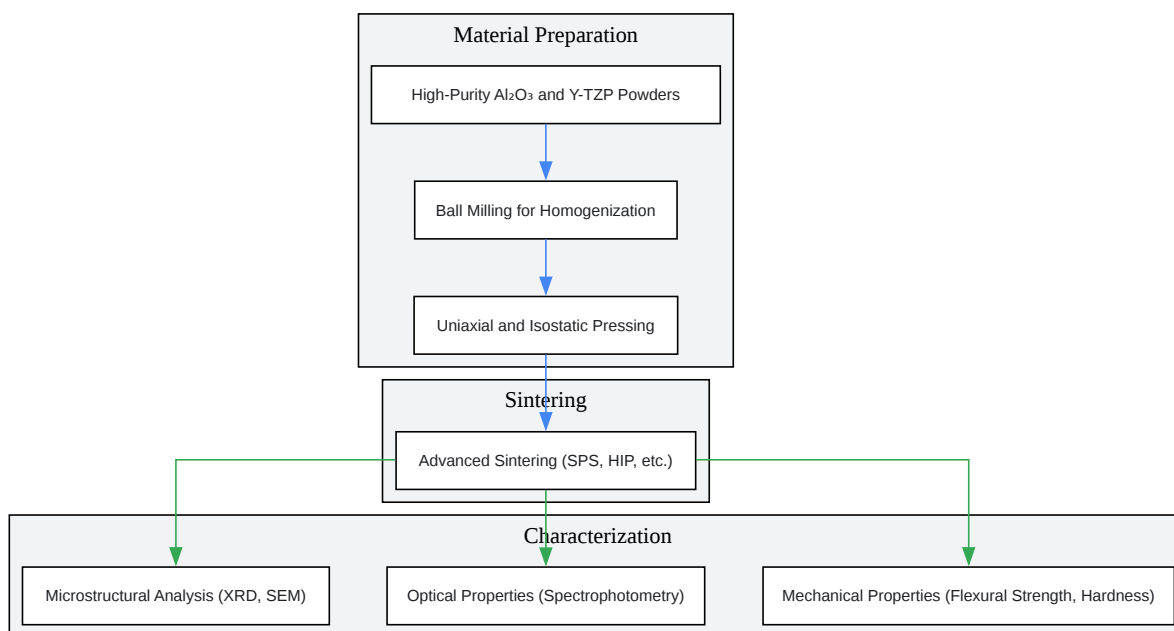 Material Preparation
High-Purity Al₂O₃ and Y-TZP Powders
Ball Milling for Homogenization
Uniaxial and Isostatic Pressing
Sintering
Advanced Sintering (SPS, HIP, etc.)
Characterization
Microstructural Analysis (XRD, SEM)
Optical Properties (Spectrophotometry)
Mechanical Properties (Flexural Strength, Hardness)